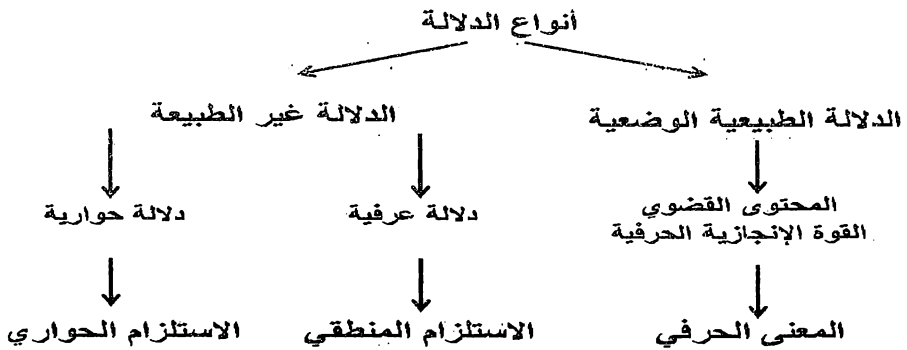 أنواع الدلالة
الدلالة الطبيعية الوضعية
الدلالة غير الطبيعة
المحتوى القضوي
القوة الإنجازية الحرفية
دلالة عرفية
دلالة حوارية
المعنى الحرفي
الاستلزام المنطقي
الاستلزام الحواري